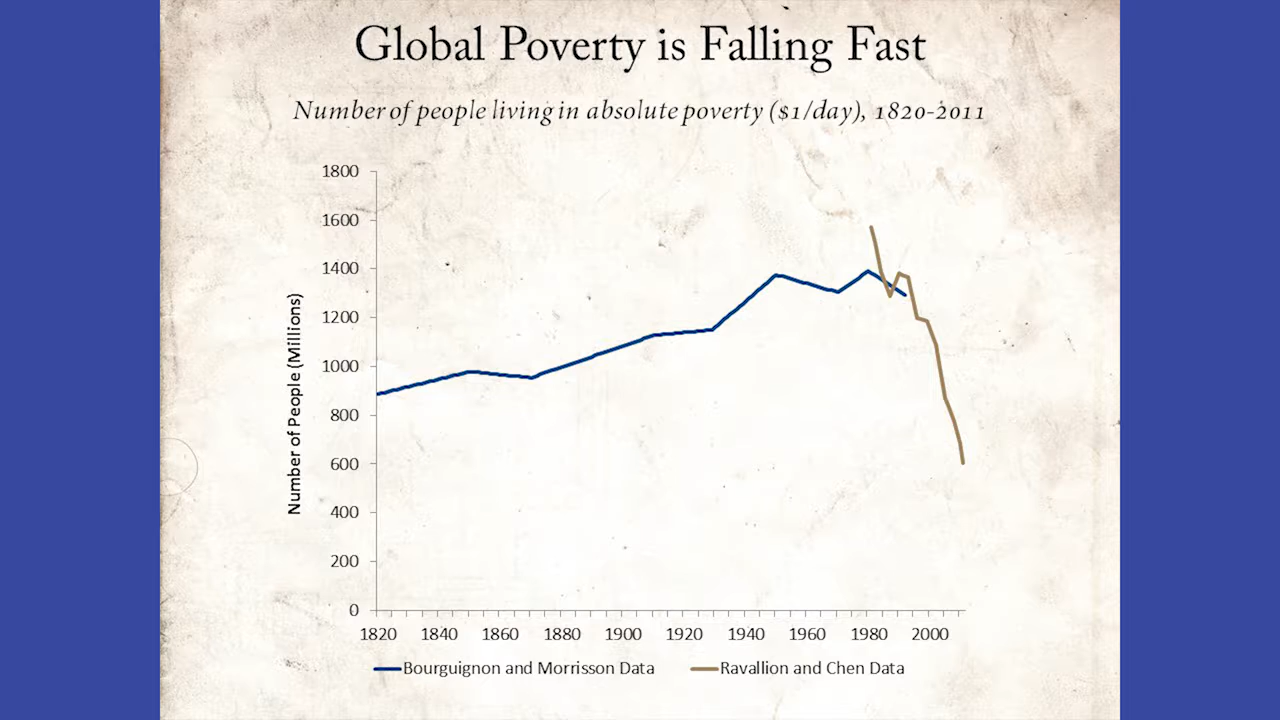 Global Poverty is Falling Fast
Number of people living in absolute poverty ($1/day), 1820-2011
1800
1600
1400
1200
1000
800
600
400
200
0
Number of People (Millions)
1820 1840 1860 1880 1900 1920 1940 1960 1980 2000
Bourguignon and Morrisson Data Ravallion and Chen Data